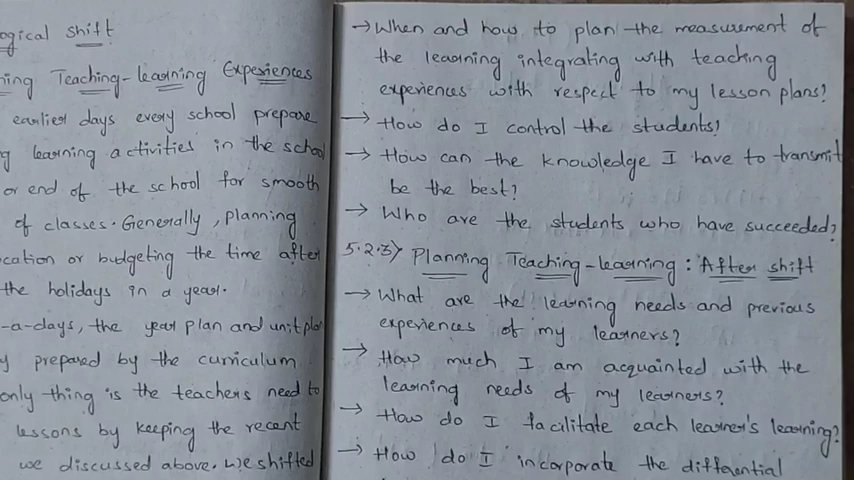 ogical shift
ning Teaching-learning Experiences
earlier days every school prepare
g learning activities in the school
or end of the school for smooth
of classes. Generally, planning
cation or budgeting the time after
the holidays in a year.
-a-days, the year plan and unit plan
y prepared by the curriculum
only thing is the teachers need to
lessons by keeping the recent
we discussed above. We shifted
→ When and how to plan the measurement of
the learning integrating with teaching
experiences with respect to my lesson plans?
→ How do I control the students?
→ How can the knowledge I have to transmit
be the best?
→ Who are the students who have succeeded?
5.2.3) Planning Teaching-learning : After shift
→ What are the learning needs and previous
experiences of my learners?
→ How much I am acquainted with the
learning needs of my learners?
→ How do I facilitate each learner's learning?
→ How do I incorporate the differential